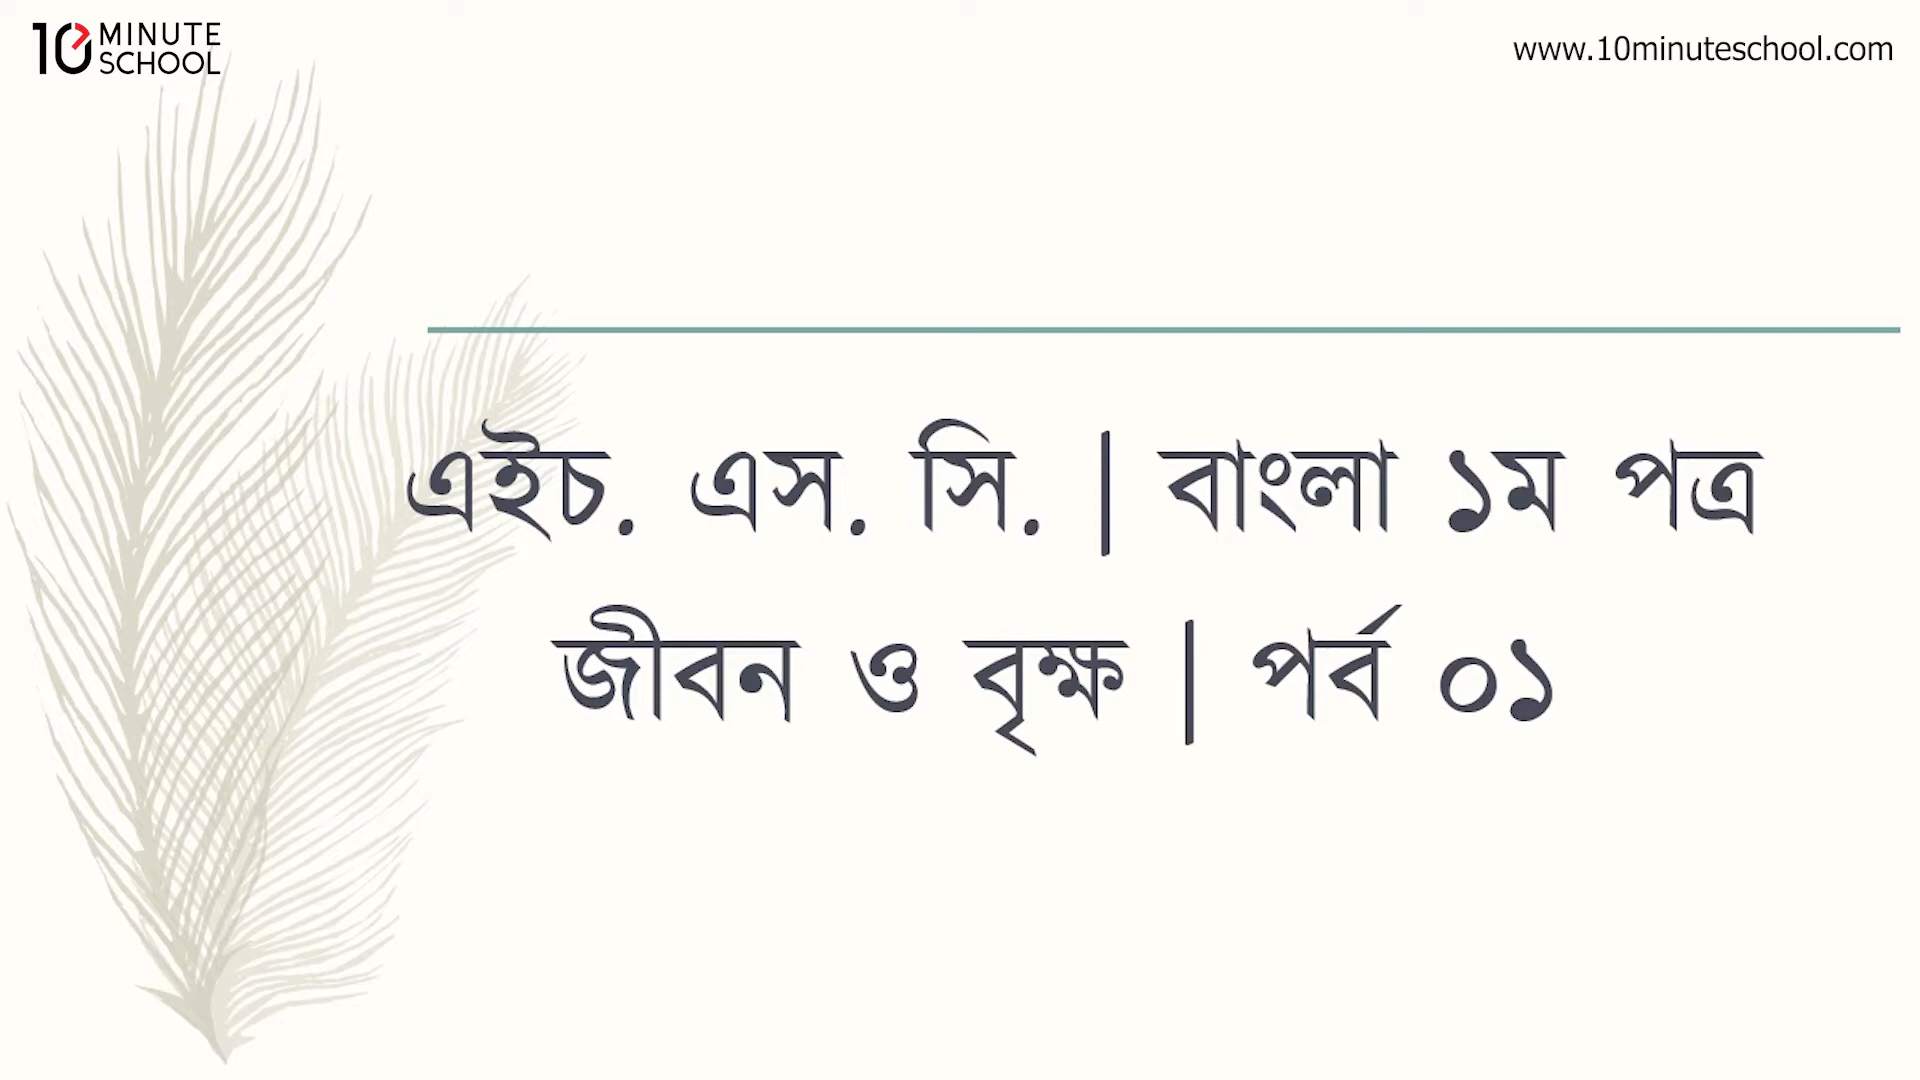 10 MINUTE
SCHOOL
www.10minuteschool.com
এইচ. এস. সি. | বাংলা ১ম পত্র
জীবন ও বৃক্ষ | পর্ব ০১